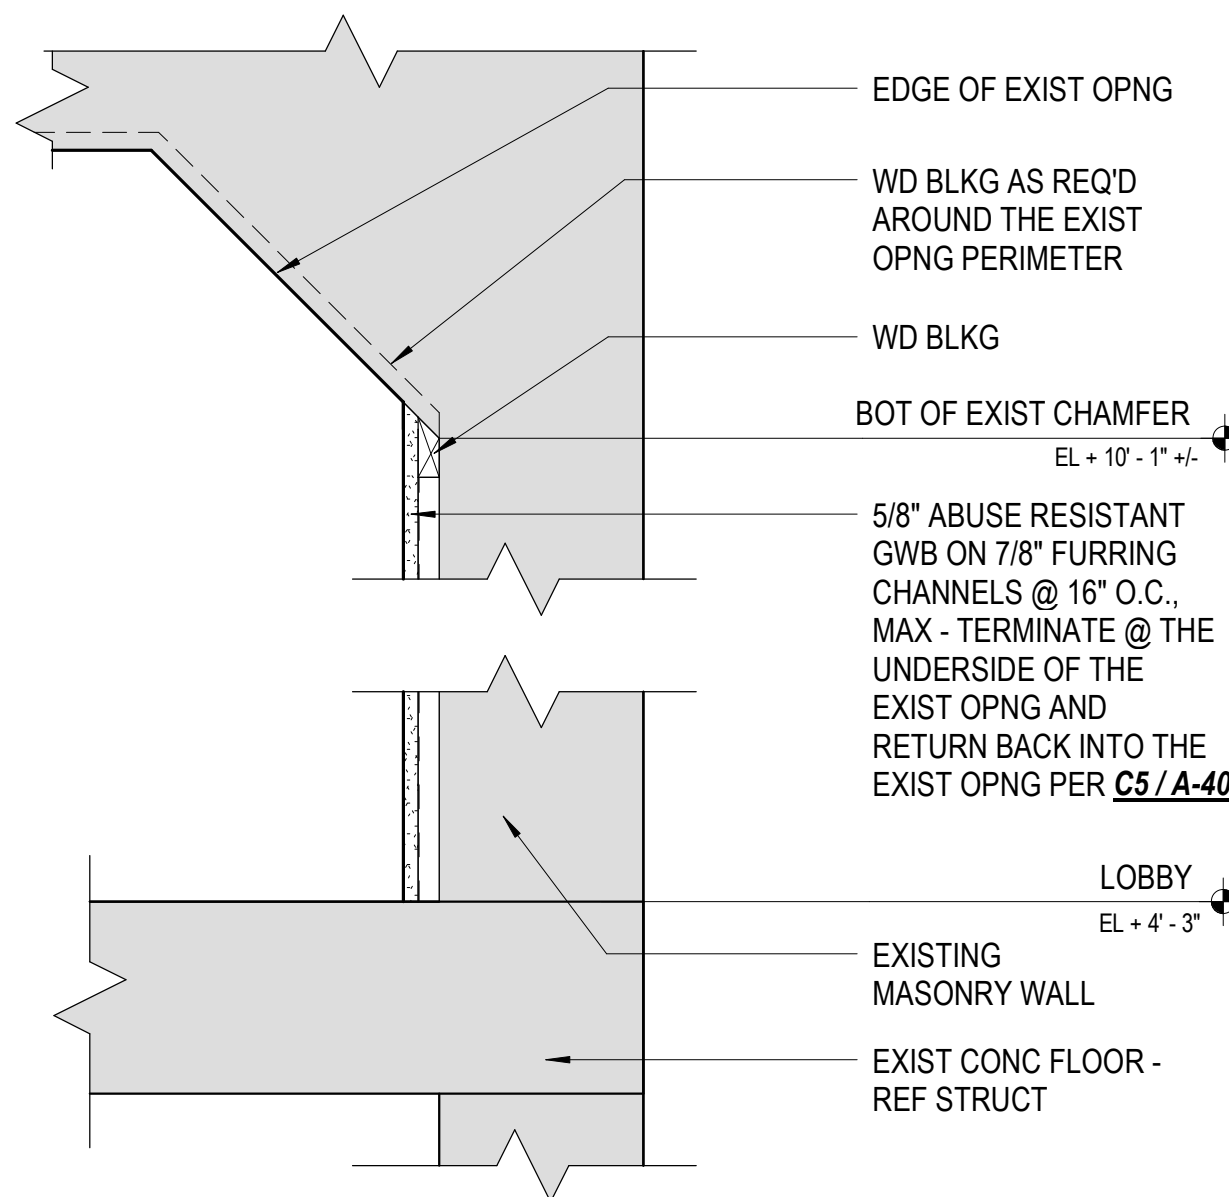 EDGE OF EXIST OPNG
WD BLKG AS REQ'D
AROUND THE EXIST
OPNG PERIMETER
WD BLKG
BOT OF EXIST CHAMFER
EL + 10' - 1" +/-
5/8" ABUSE RESISTANT
GWB ON 7/8" FURRING
CHANNELS @ 16" O.C.,
MAX - TERMINATE @ THE
UNDERSIDE OF THE
EXIST OPNG AND
RETURN BACK INTO THE
EXIST OPNG PER C5 / A-40
LOBBY
EL + 4' - 3"
EXISTING
MASONRY WALL
EXIST CONC FLOOR -
REF STRUCT